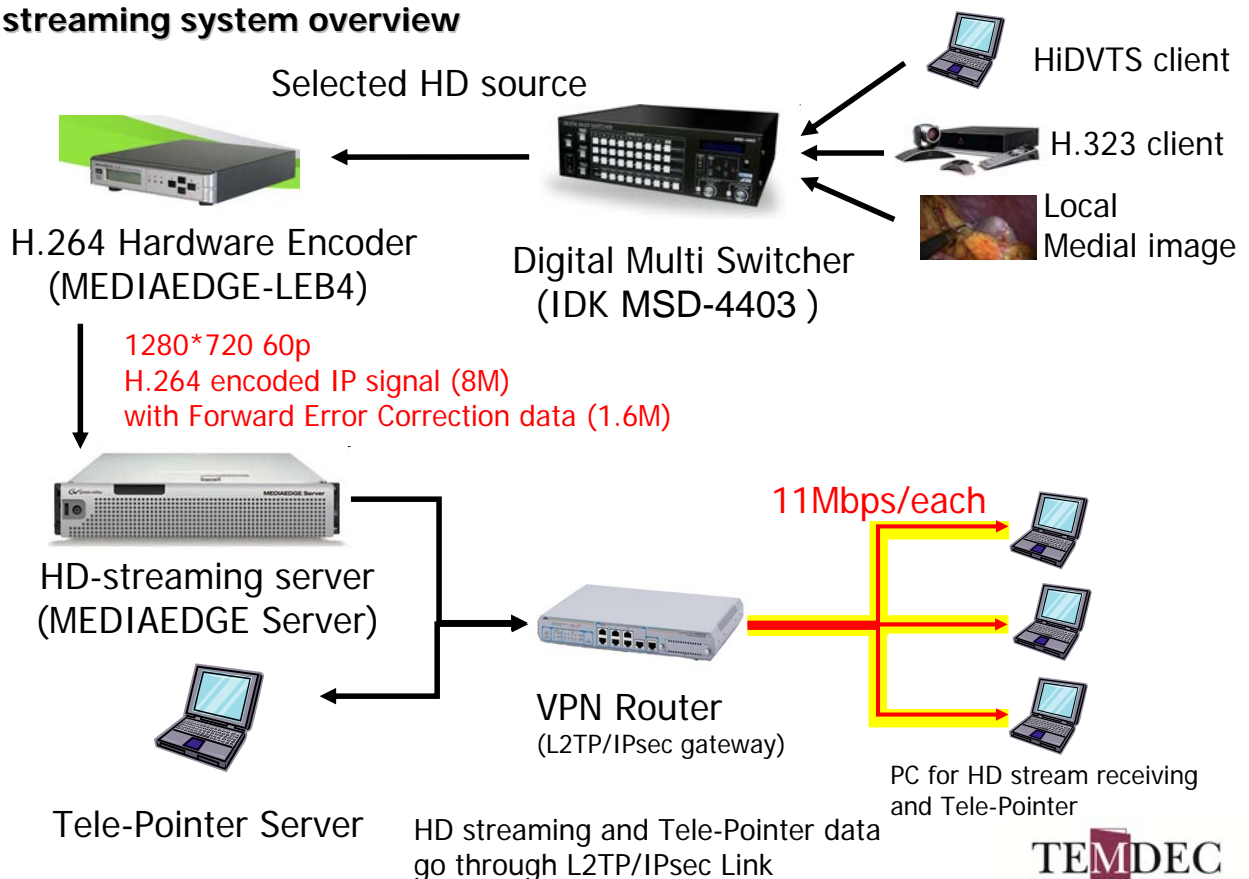 streaming system overview
Selected HD source
HiDVTS client
H.323 client
Local
Medial image
H.264 Hardware Encoder
(MEDIAEDGE-LEB4)
Digital Multi Switcher
(IDK MSD-4403 )
1280*720 60p
H.264 encoded IP signal (8M)
with Forward Error Correction data (1.6M)
MEDIAEDGE Server
HD-streaming server
(MEDIAEDGE Server)
11Mbps/each
VPN Router
(L2TP/IPsec gateway)
PC for HD stream receiving
and Tele-Pointer
Tele-Pointer Server
HD streaming and Tele-Pointer data
go through L2TP/IPsec Link
TEMDEC